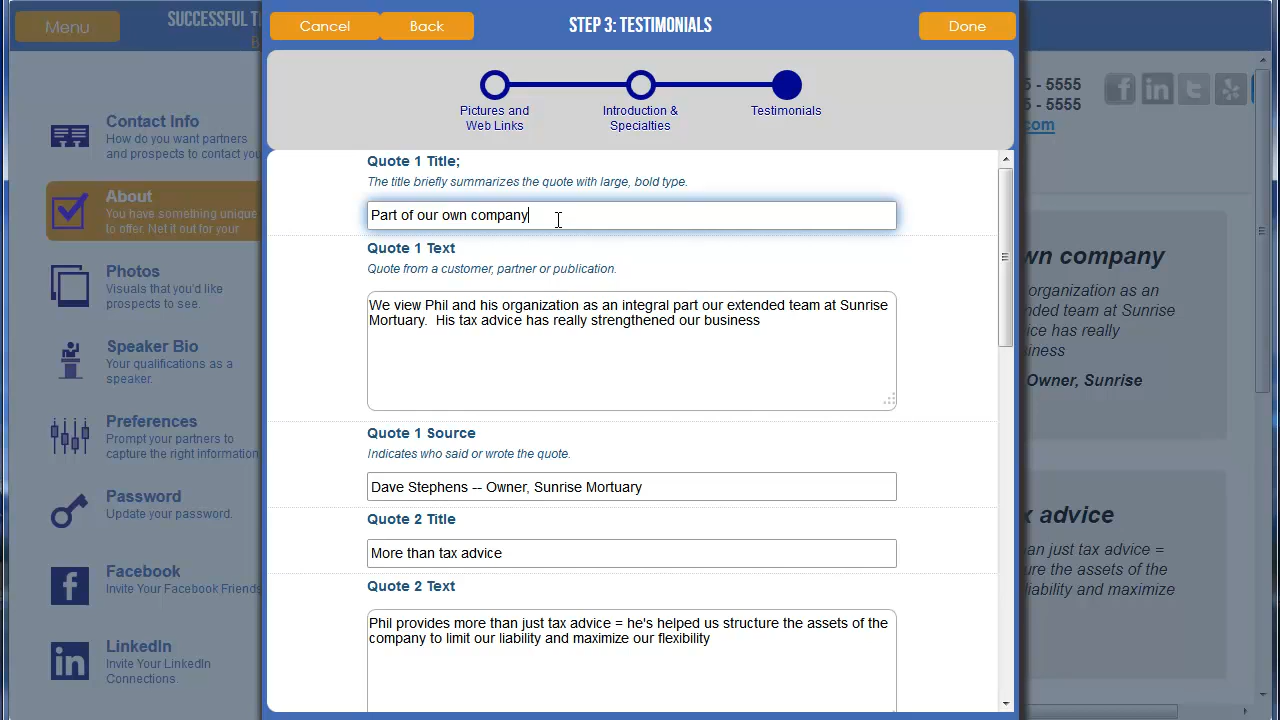 Menu
SUCCESSFUL T
B
Cancel
Back
STEP 3: TESTIMONIALS
Done
Pictures and
Web Links
Introduction &
Specialties
Testimonials
5 - 5555
5 - 5555
com
Contact Info
How do you want partners
and prospects to contact you
About
You have something unique
to offer. Net it out for your
Photos
Visuals that you'd like
prospects to see.
Speaker Bio
Your qualifications as a
speaker.
Preferences
Prompt your partners to
capture the right information
Password
Update your password.
Facebook
Invite Your Facebook Friends
LinkedIn
Invite Your LinkedIn
Connections.
Quote 1 Title;
The title briefly summarizes the quote with large, bold type.
Part of our own company
Quote 1 Text
Quote from a customer, partner or publication.
We view Phil and his organization as an integral part our extended team at Sunrise
Mortuary.  His tax advice has really strengthened our business
Quote 1 Source
Indicates who said or wrote the quote.
Dave Stephens -- Owner, Sunrise Mortuary
Quote 2 Title
More than tax advice
Quote 2 Text
Phil provides more than just tax advice = he's helped us structure the assets of the
company to limit our liability and maximize our flexibility
wn company
organization as an
nded team at Sunrise
ice has really
siness
Owner, Sunrise
x advice
an just tax advice =
ure the assets of the
liability and maximize